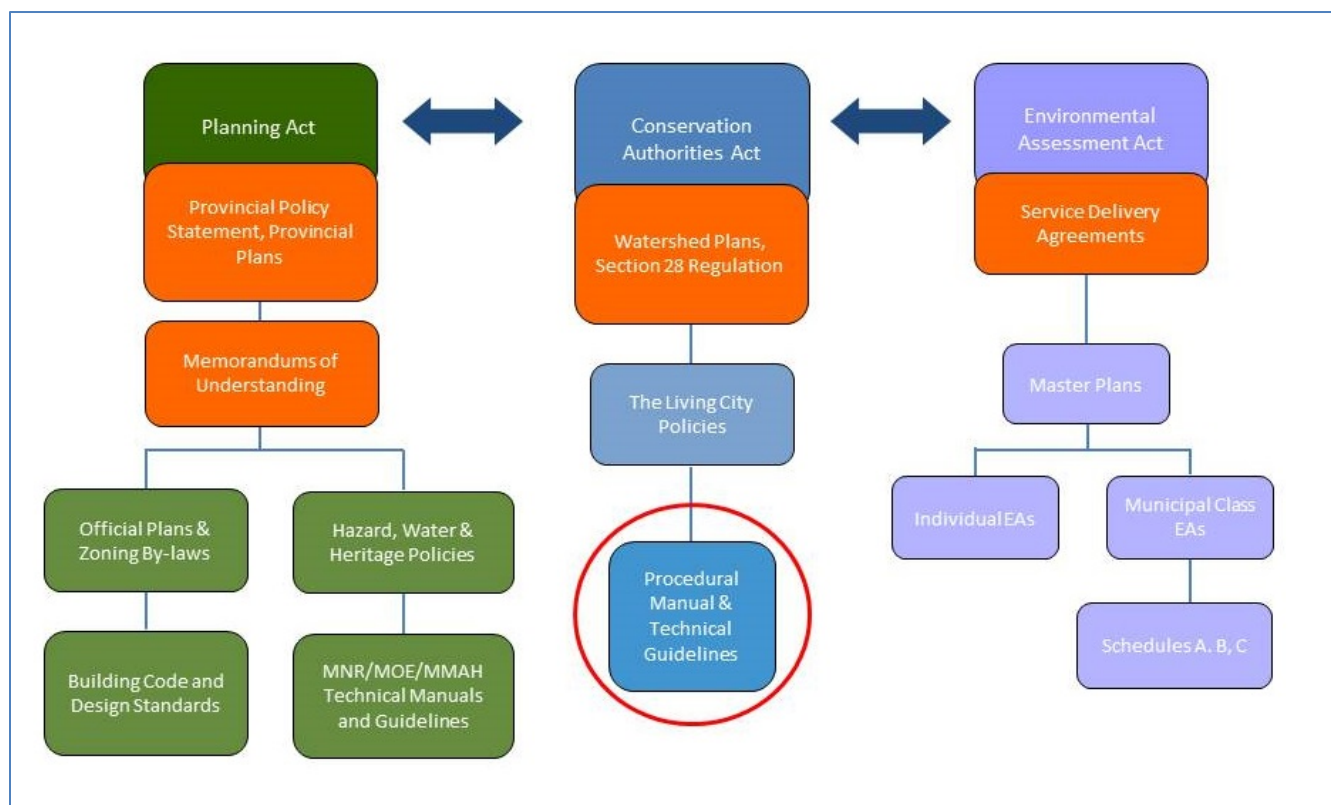 Planning Act
Provincial Policy
Statement, Provincial
Plans
Memorandums of
Understanding
Official Plans &
Zoning By-laws
Hazard, Water &
Heritage Policies
Building Code and
Design Standards
MNR/MOE/MMAH
Technical Manuals
and Guidelines
Conservation
Authorities Act
Watershed Plans,
Section 28 Regulation
The Living City
Policies
Procedural
Manual &
Technical
Guidelines
Environmental
Assessment Act
Service Delivery
Agreements
Master Plans
Individual EAs
Municipal Class
EAs
Schedules A. B, C